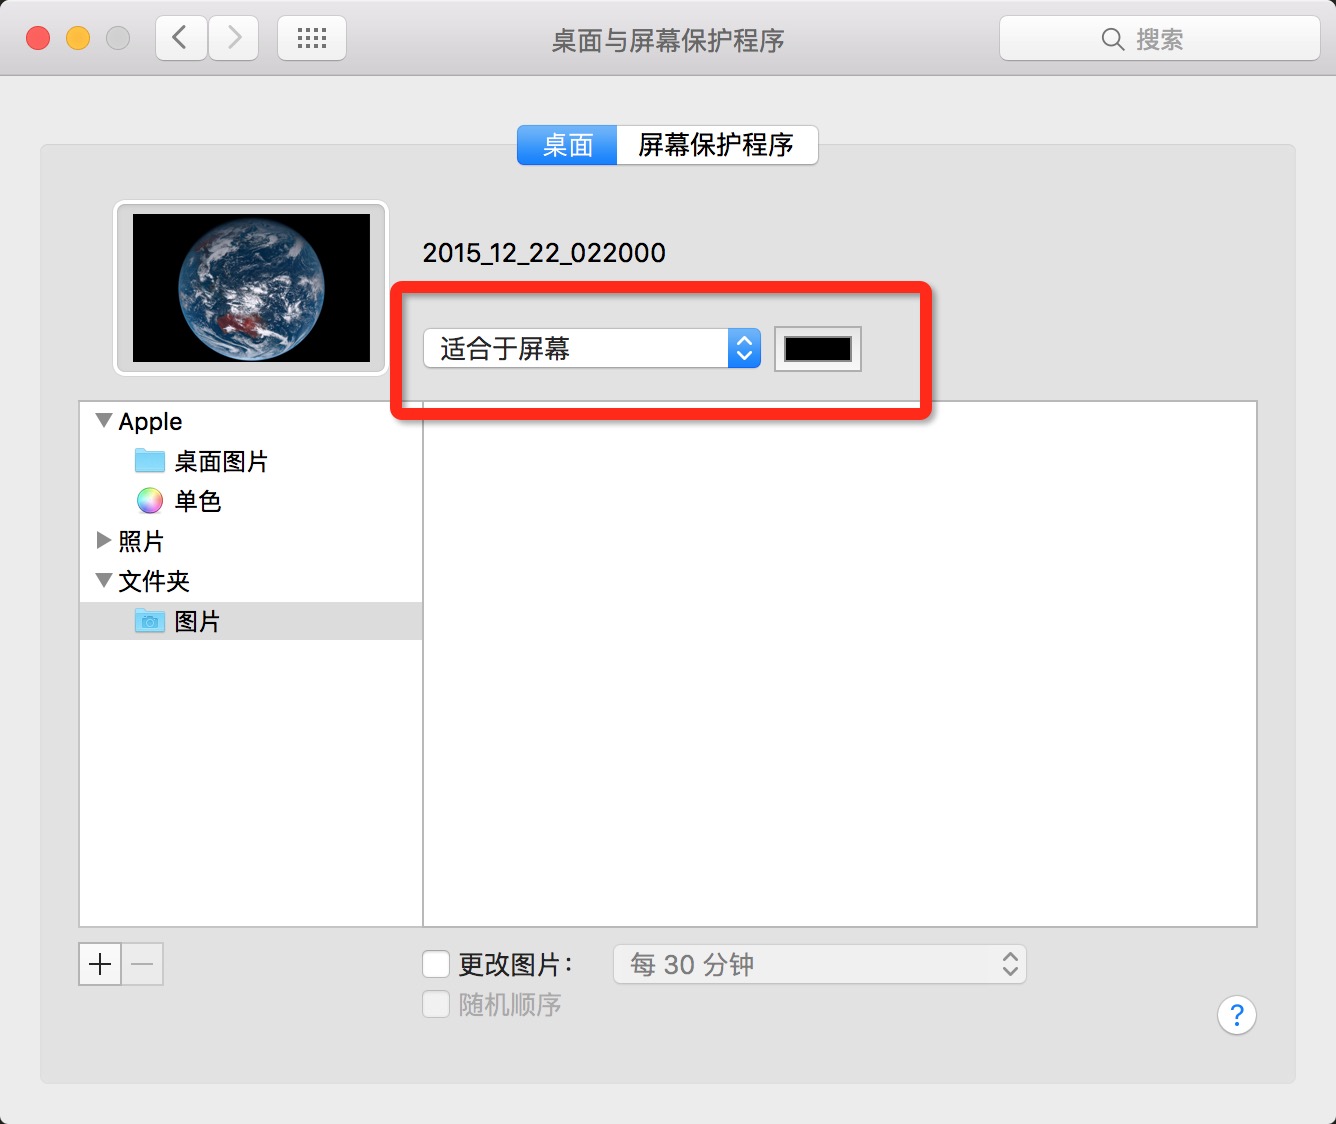 桌面与屏幕保护程序
搜索
桌面
屏幕保护程序
2015_12_22_022000
适合于屏幕
Apple
桌面图片
单色
照片
文件夹
图片
更改图片：
每 30 分钟
随机顺序
?